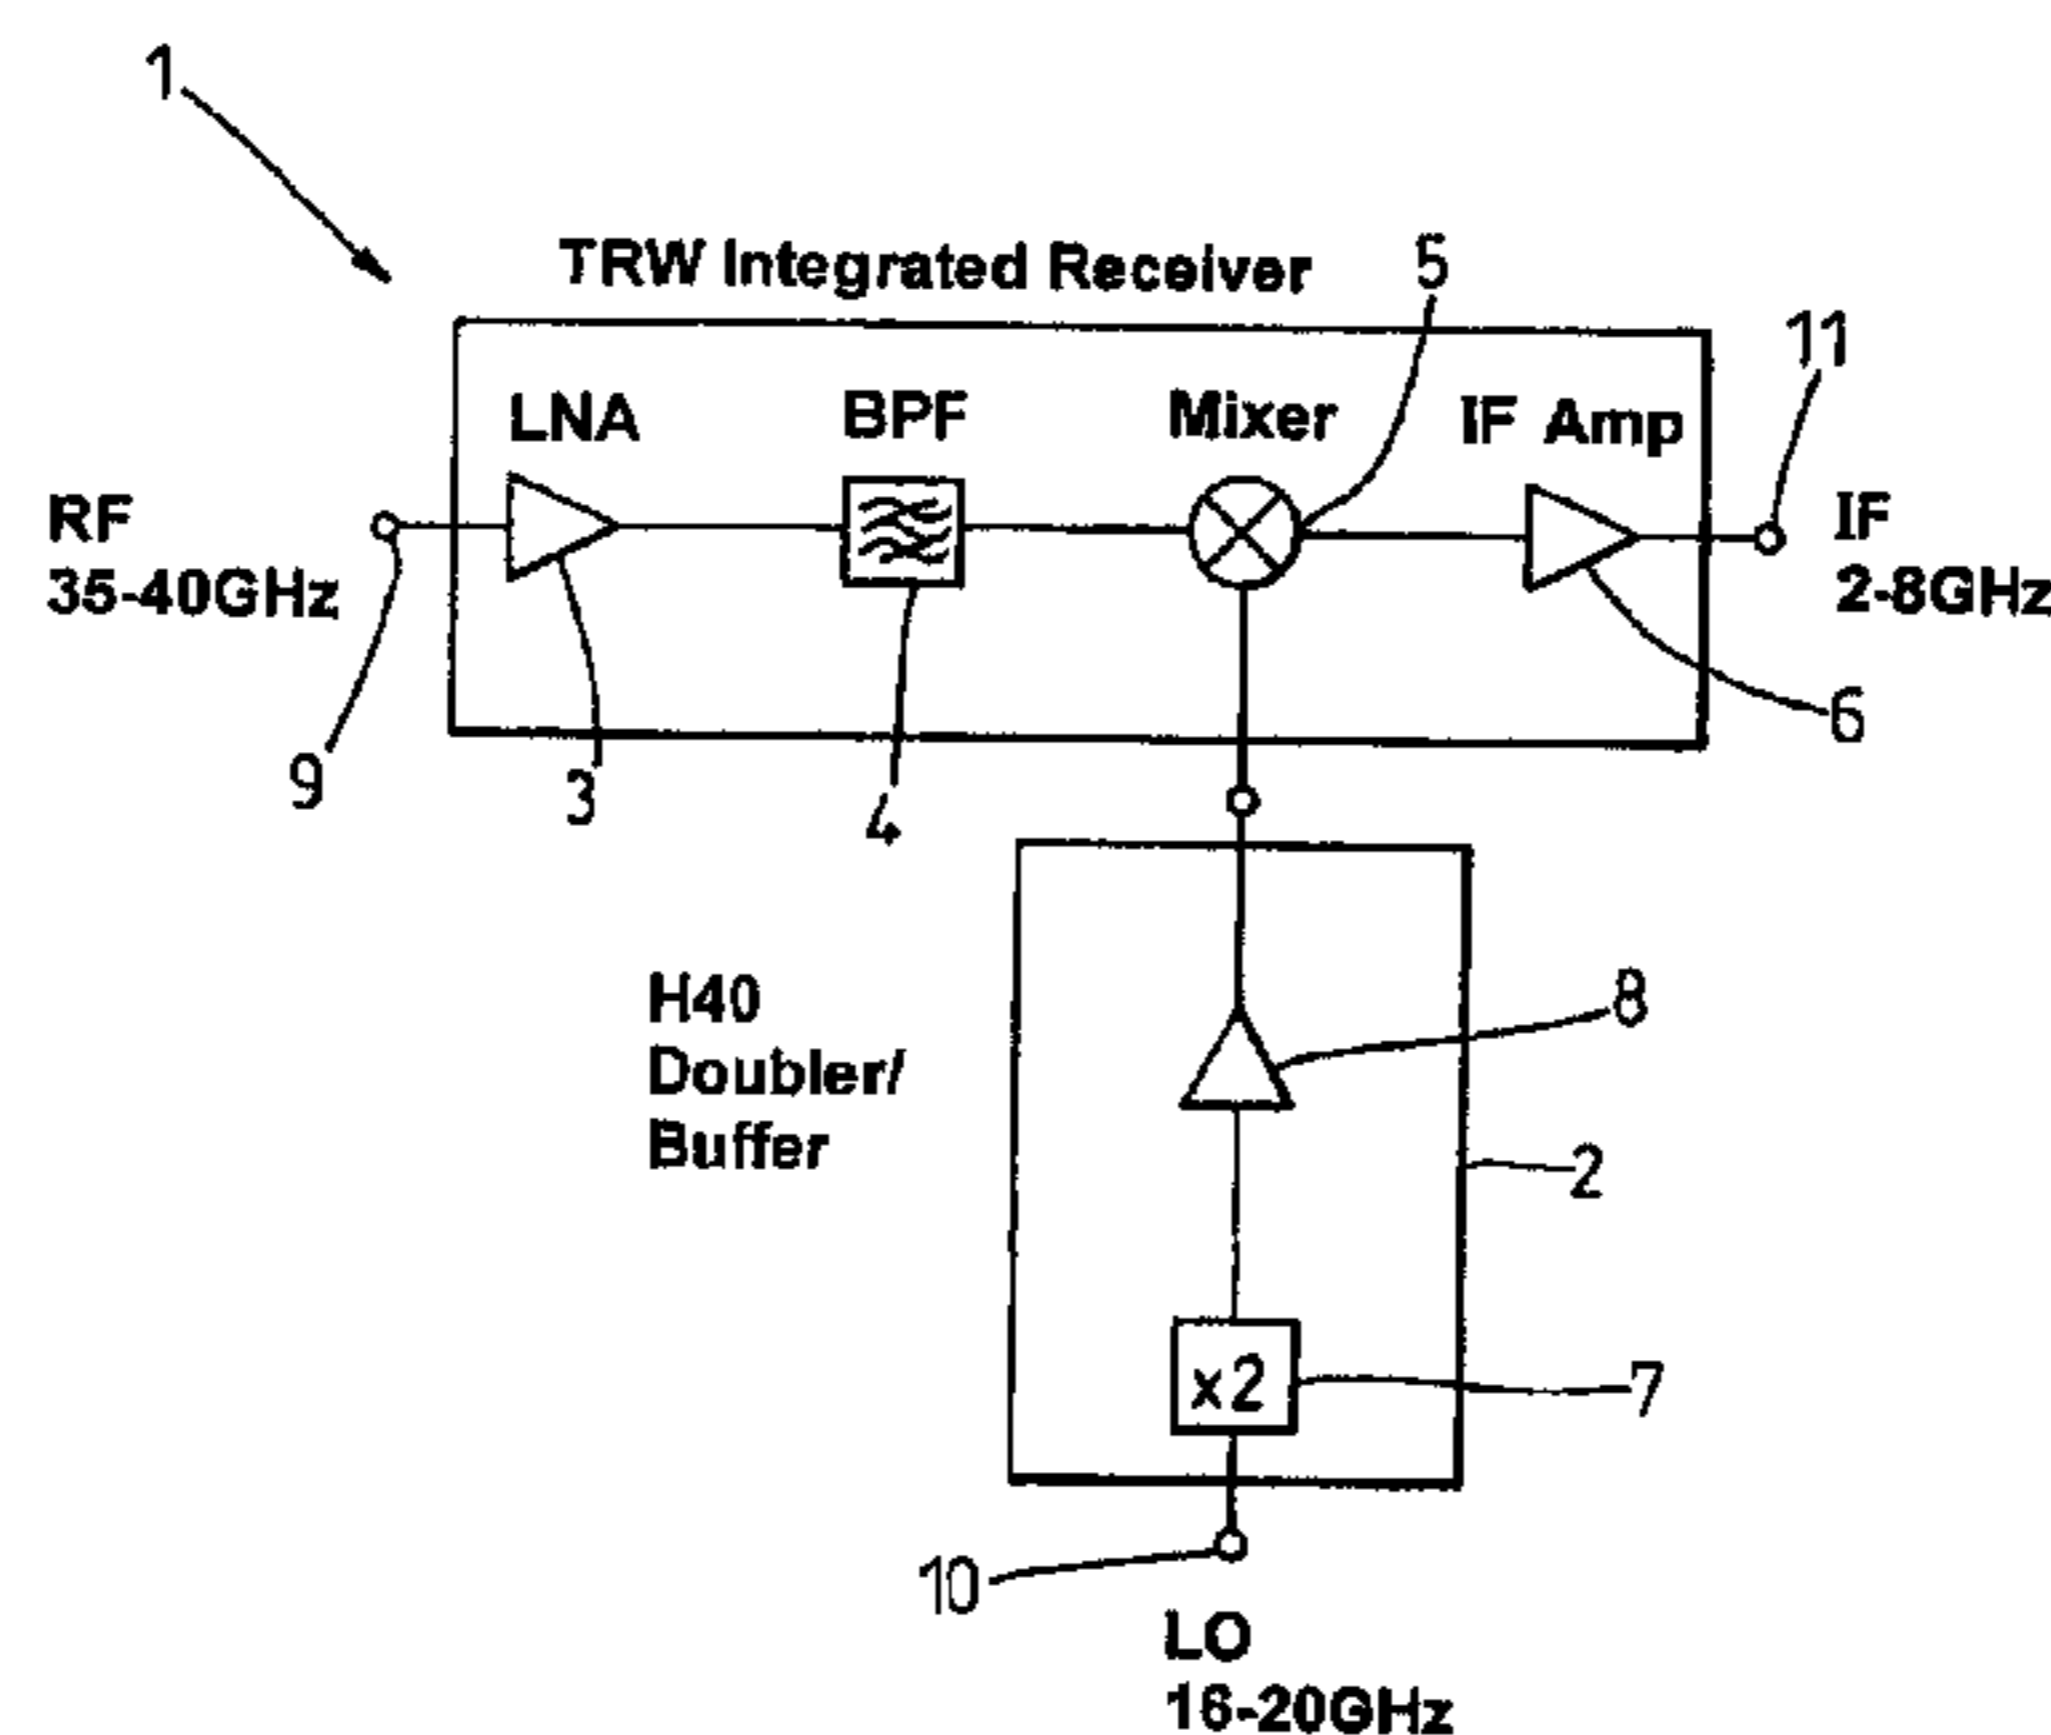 1
TRW Integrated Receiver
5
11
LNA
BPF
Mixer
IF Amp
RF
35-40GHz
IF
2-8GHz
9
3
4
6
H40
Doubler/
Buffer
8
2
x2
7
10
LO
16-20GHz